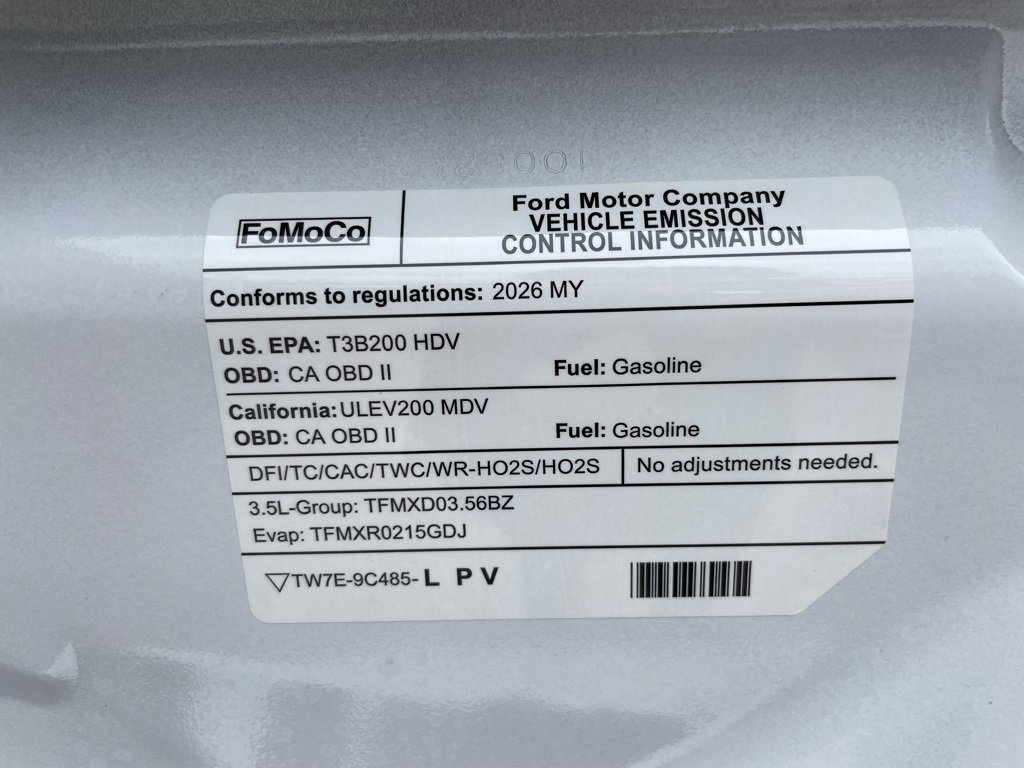 FoMoCo
Ford Motor Company
VEHICLE EMISSION
CONTROL INFORMATION
Conforms to regulations: 2026 MY
U.S. EPA: T3B200 HDV
OBD: CA OBD II Fuel: Gasoline
California: ULEV200 MDV
OBD: CA OBD II Fuel: Gasoline
DFI/TC/CAC/TWC/WR-HO2S/HO2S No adjustments needed.
3.5L-Group: TFMXD03.56BZ
Evap: TFMXR0215GDJ
▽TW7E-9C485- L P V